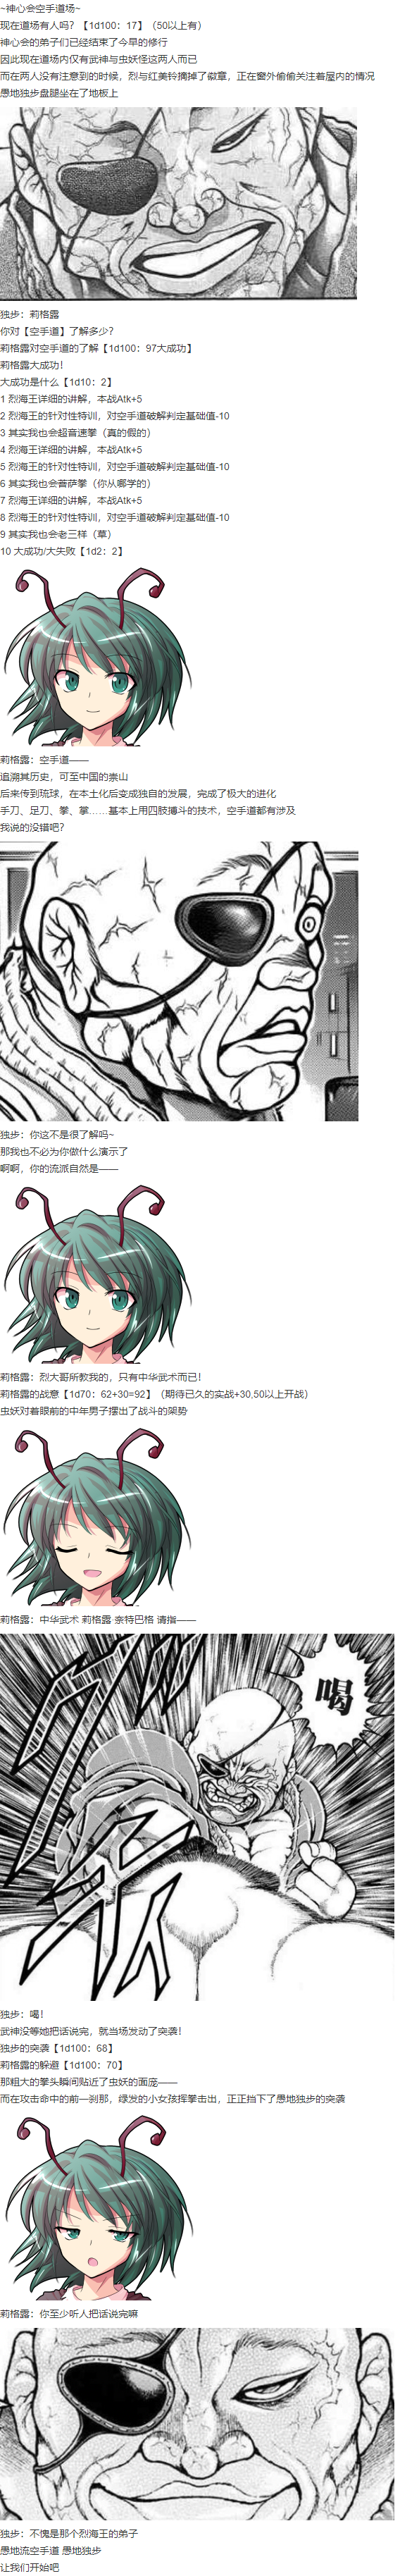 ~神心会空手道场~
现在道场有人吗？【1d100：17】（50以上有）
神心会的弟子们已经结束了今早的修行
因此现在道场内仅有武神与虫妖怪这两人而已
而在两人没有注意到的时候，烈与红美铃摘掉了徽章，正在窗外偷偷关注着屋内的情况
愚地独步盘腿坐在了地板上
独步：莉格露
你对【空手道】了解多少？
莉格露对空手道的了解【1d100：97大成功】
莉格露大成功！
大成功是什么【1d10：2】
1 烈海王详细的讲解，本战Atk+5
2 烈海王的针对性特训，对空手道破解判定基础值-10
3 其实我也会超音速拳（真的假的）
4 烈海王详细的讲解，本战Atk+5
5 烈海王的针对性特训，对空手道破解判定基础值-10
6 其实我也会菩萨拳（你从哪学的）
7 烈海王详细的讲解，本战Atk+5
8 烈海王的针对性特训，对空手道破解判定基础值-10
9 其实我也会老三样（草）
10 大成功/大失败【1d2：2】
莉格露：空手道——
追溯其历史，可至中国的嵩山
后来传到琉球，在本土化后变成独自的发展，完成了极大的进化
手刀、足刀、拳、掌……基本上用四肢搏斗的技术，空手道都有涉及
我说的没错吧？
独步：你这不是很了解吗~
那我也不必为你做什么演示了
啊啊，你的流派自然是——
莉格露：烈大哥所教我的，只有中华武术而已！
莉格露的战意【1d70：62+30=92】（期待已久的实战+30,50以上开战）
虫妖对着眼前的中年男子摆出了战斗的架势
莉格露：中华武术 莉格露·奈特巴格 请指——
喝
独步：喝！
武神没等她把话说完，就当场发动了突袭！
独步的突袭【1d100：68】
莉格露的躲避【1d100：70】
那粗大的拳头瞬间贴近了虫妖的面庞——
而在攻击命中的前一刹那，绿发的小女孩挥拳击出，正正挡下了愚地独步的突袭
莉格露：你至少听人把话说完嘛
独步：不愧是那个烈海王的弟子
愚地流空手道 愚地独步
让我们开始吧